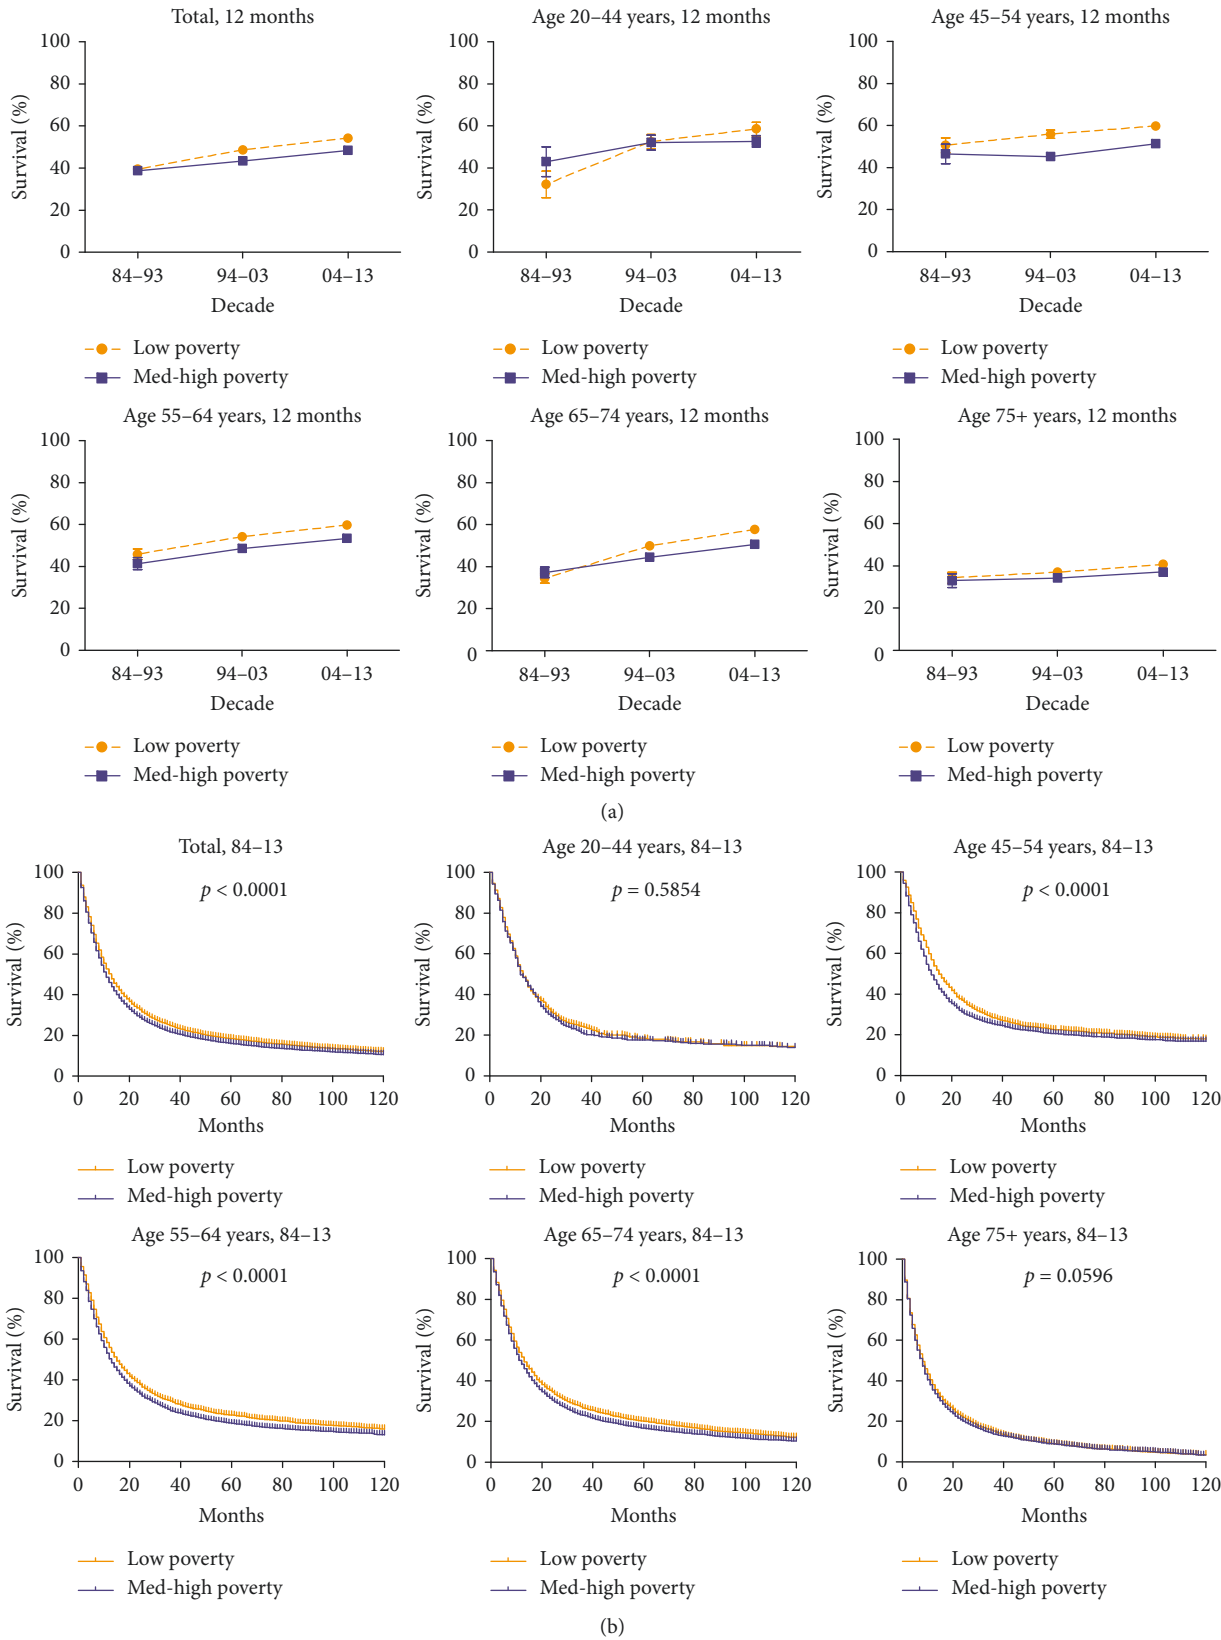 Total, 12 months
Survival (%)
100
80
60
40
20
0
84–93
94–03
04–13
Decade
Low poverty
Med-high poverty
Age 20–44 years, 12 months
Survival (%)
100
80
60
40
20
0
84–93
94–03
04–13
Decade
Low poverty
Med-high poverty
Age 45–54 years, 12 months
Survival (%)
100
80
60
40
20
0
84–93
94–03
04–13
Decade
Low poverty
Med-high poverty
Age 55–64 years, 12 months
Survival (%)
100
80
60
40
20
0
84–93
94–03
04–13
Decade
Low poverty
Med-high poverty
Age 65–74 years, 12 months
Survival (%)
100
80
60
40
20
0
84–93
94–03
04–13
Decade
Low poverty
Med-high poverty
Age 75+ years, 12 months
Survival (%)
100
80
60
40
20
0
84–93
94–03
04–13
Decade
Low poverty
Med-high poverty
(a)
Total, 84–13
p < 0.0001
Survival (%)
100
80
60
40
20
0
0 20 40 60 80 100 120
Months
Low poverty
Med-high poverty
Age 20–44 years, 84–13
p = 0.5854
Survival (%)
100
80
60
40
20
0
0 20 40 60 80 100 120
Months
Low poverty
Med-high poverty
Age 45–54 years, 84–13
p < 0.0001
Survival (%)
100
80
60
40
20
0
0 20 40 60 80 100 120
Months
Low poverty
Med-high poverty
Age 55–64 years, 84–13
p < 0.0001
Survival (%)
100
80
60
40
20
0
0 20 40 60 80 100 120
Months
Low poverty
Med-high poverty
Age 65–74 years, 84–13
p < 0.0001
Survival (%)
100
80
60
40
20
0
0 20 40 60 80 100 120
Months
Low poverty
Med-high poverty
Age 75+ years, 84–13
p = 0.0596
Survival (%)
100
80
60
40
20
0
0 20 40 60 80 100 120
Months
Low poverty
Med-high poverty
(b)